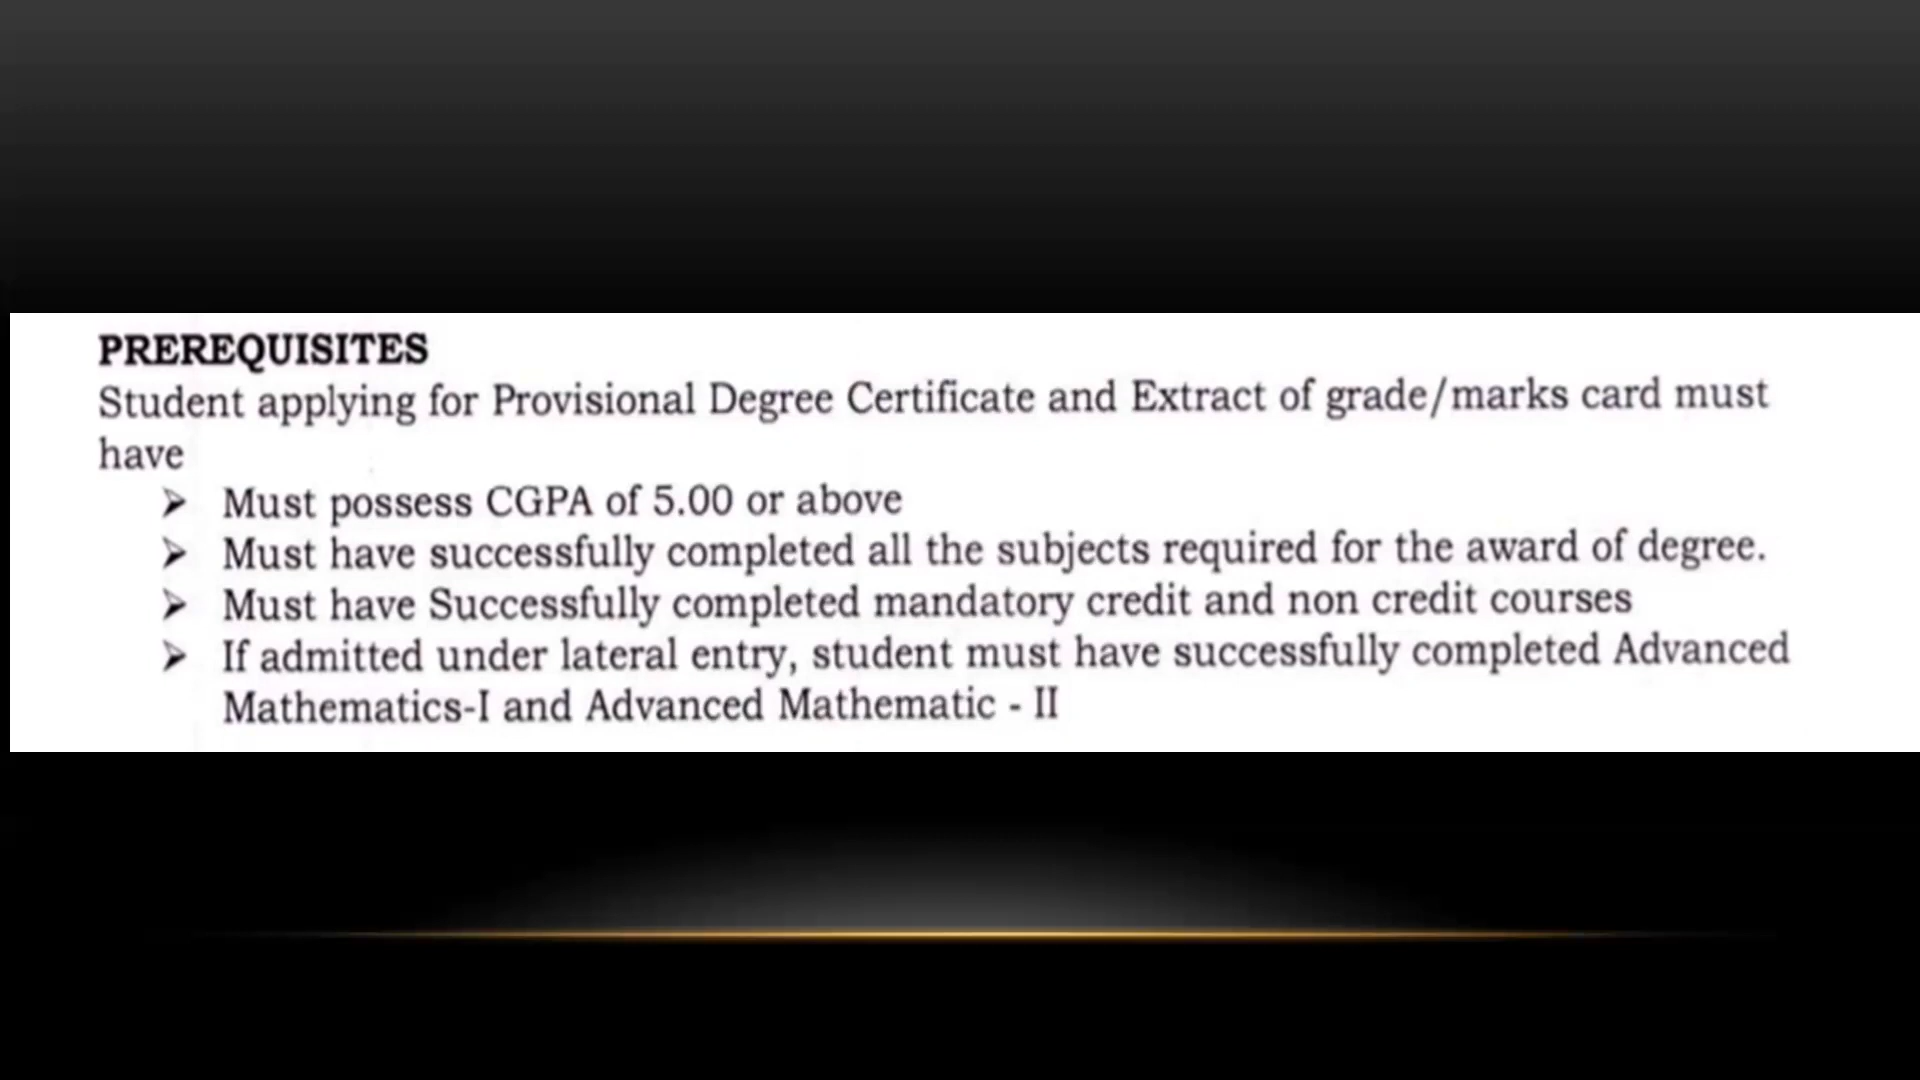 PREREQUISITES
Student applying for Provisional Degree Certificate and Extract of grade/marks card must
have
➢ Must possess CGPA of 5.00 or above
➢ Must have successfully completed all the subjects required for the award of degree.
➢ Must have Successfully completed mandatory credit and non credit courses
➢ If admitted under lateral entry, student must have successfully completed Advanced
Mathematics-I and Advanced Mathematic - II